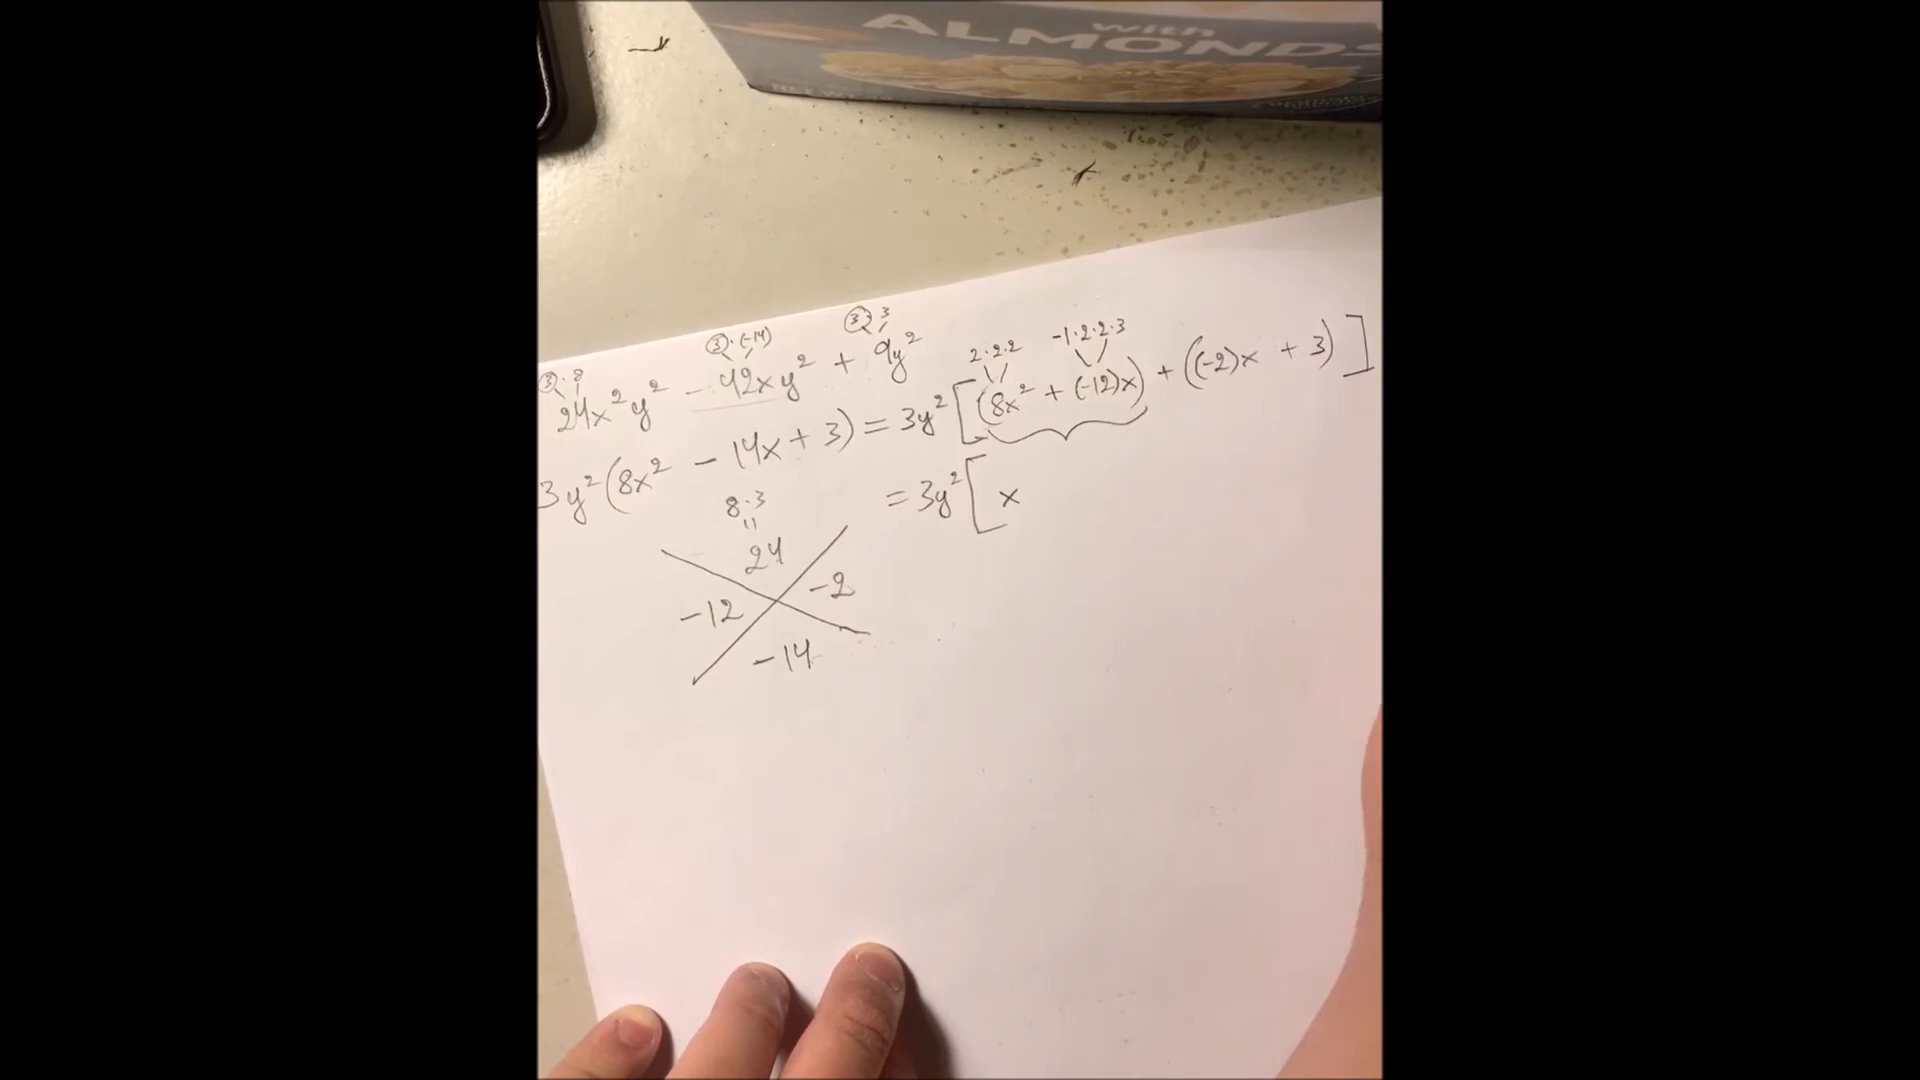 with
ALMONDS
③·8 ③·(-14) ③·3
24x²y² - 42xy² + 9y²
3y²(8x² - 14x + 3) = 3y²[(8x² + (-12)x) + ((-2)x + 3)]
2·2·2 -1·2·2·3
= 3y²[ x
8·3
||
24
-12 -2
-14